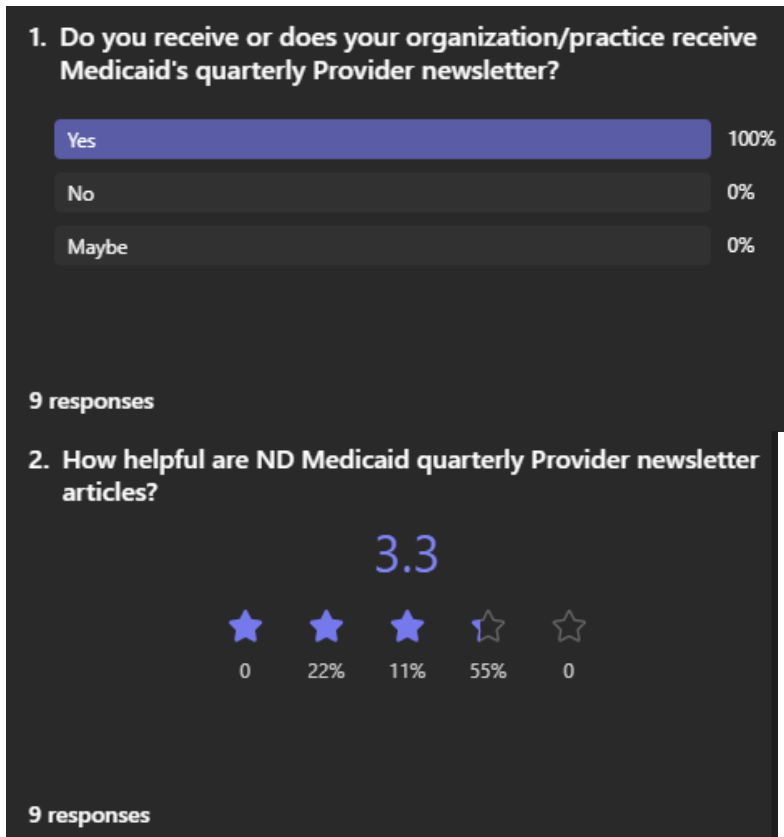 1. Do you receive or does your organization/practice receive
Medicaid's quarterly Provider newsletter?
Yes 100%
No 0%
Maybe 0%
9 responses
2. How helpful are ND Medicaid quarterly Provider newsletter
articles?
3.3
0 22% 11% 55% 0
9 responses